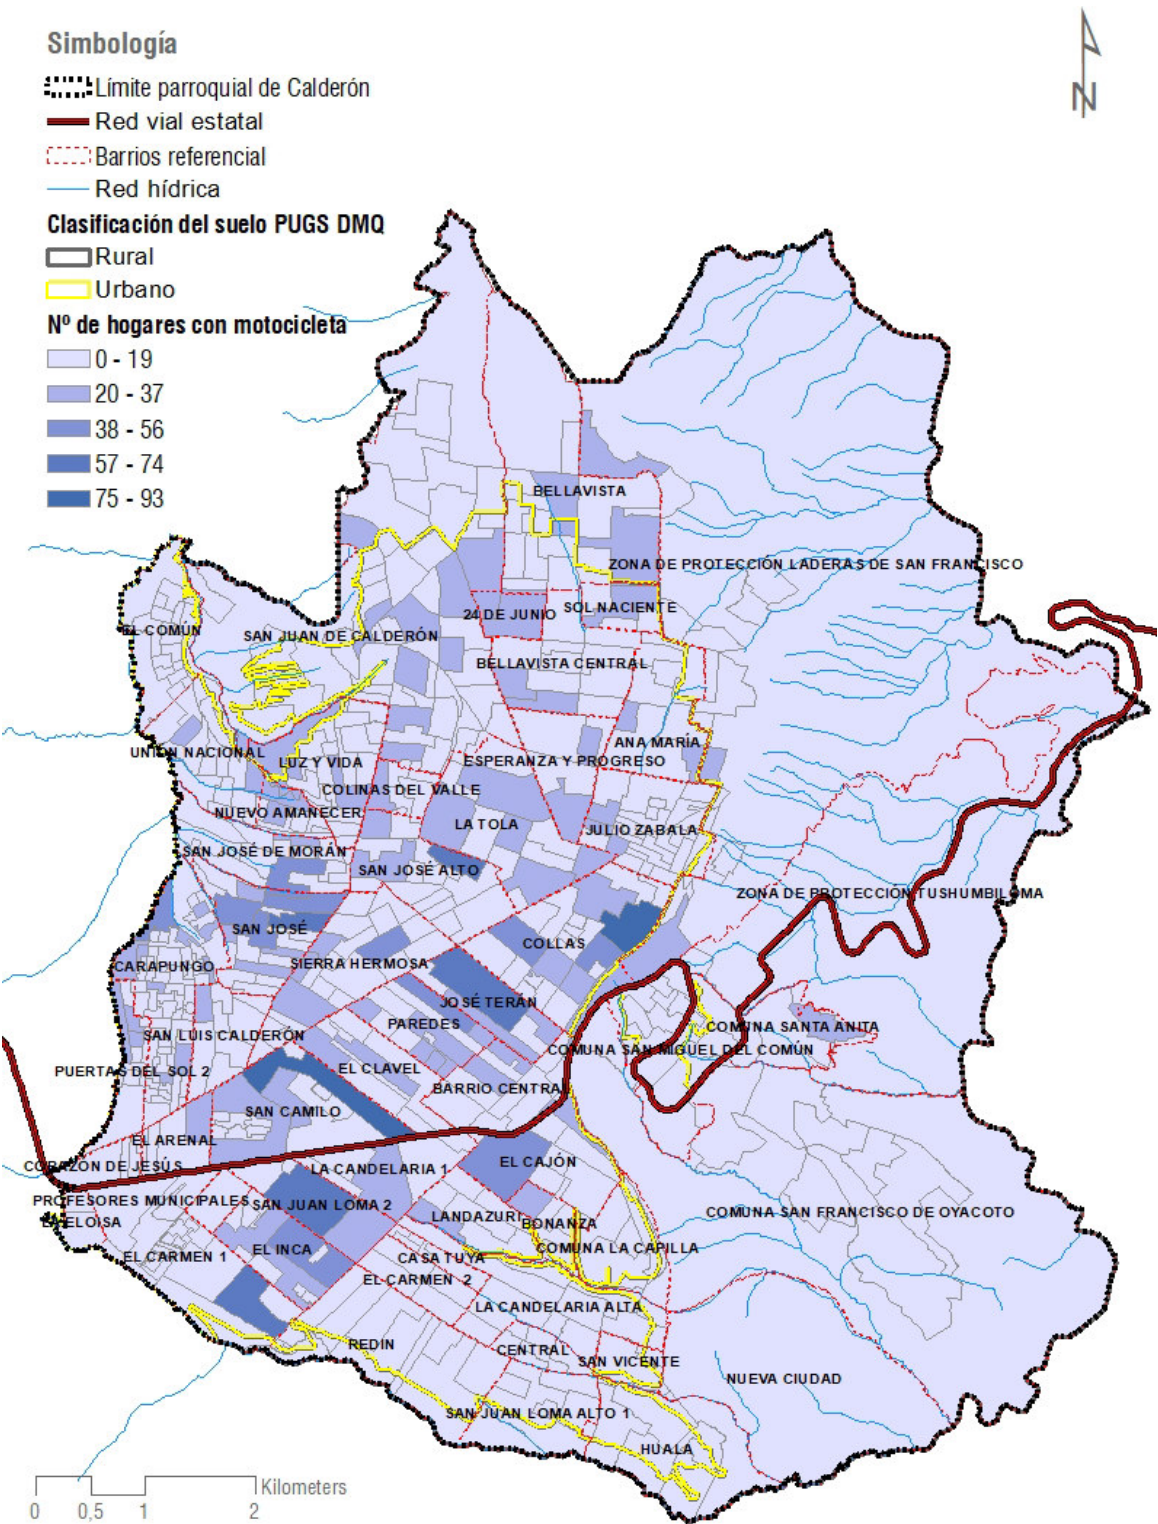 Simbología
Límite parroquial de Calderón
Red vial estatal
Barrios referencial
Red hídrica
Clasificación del suelo PUGS DMQ
Rural
Urbano
Nº de hogares con motocicleta
0 - 19
20 - 37
38 - 56
57 - 74
75 - 93
N
BELLAVISTA
ZONA DE PROTECCIÓN LADERAS DE SAN FRANCISCO
24 DE JUNIO
SOL NACIENTE
EL COMÚN
SAN JUAN DE CALDERÓN
BELLAVISTA CENTRAL
ANA MARÍA
UNIÓN NACIONAL
LUZ Y VIDA
ESPERANZA Y PROGRESO
COLINAS DEL VALLE
NUEVO AMANECER
LA TOLA
JULIO ZABALA
SAN JOSÉ DE MORÁN
SAN JOSÉ ALTO
ZONA DE PROTECCIÓN TUSHUMBILOMA
SAN JOSÉ
COLLAS
CARAPUNGO
SIERRA HERMOSA
JOSÉ TERÁN
PAREDES
COMUNA SANTA ANITA
SAN LUIS CALDERÓN
COMUNA SAN MIGUEL DEL COMÚN
PUERTAS DEL SOL 2
EL CLAVEL
BARRIO CENTRAL
SAN CAMILO
EL ARENAL
CORAZÓN DE JESÚS
LA CANDELARIA 1
EL CAJÓN
PROFESORES MUNICIPALES
SAN JUAN LOMA 2
LA ELOISA
LANDAZURI
BONANZA
COMUNA SAN FRANCISCO DE OYACOTO
EL CARMEN 1
EL INCA
CASA TUYA
COMUNA LA CAPILLA
EL CARMEN 2
LA CANDELARIA ALTA
REDIN
CENTRAL
SAN VICENTE
NUEVA CIUDAD
SAN JUAN LOMA ALTO 1
HUALA
Kilometers
0 0,5 1 2